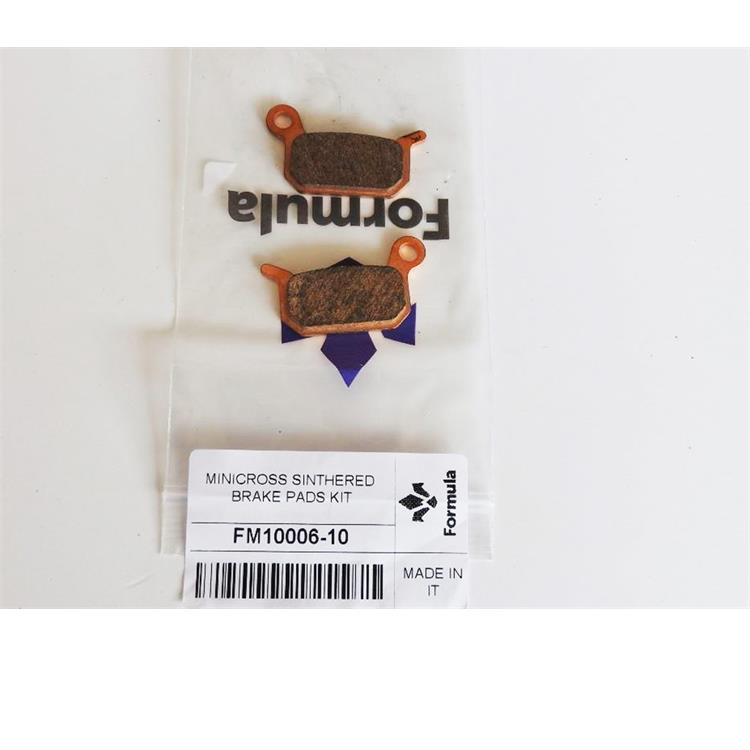 Formula
MINICROSS SINTHERED
BRAKE PADS KIT
FM10006-10
Formula
MADE IN
IT